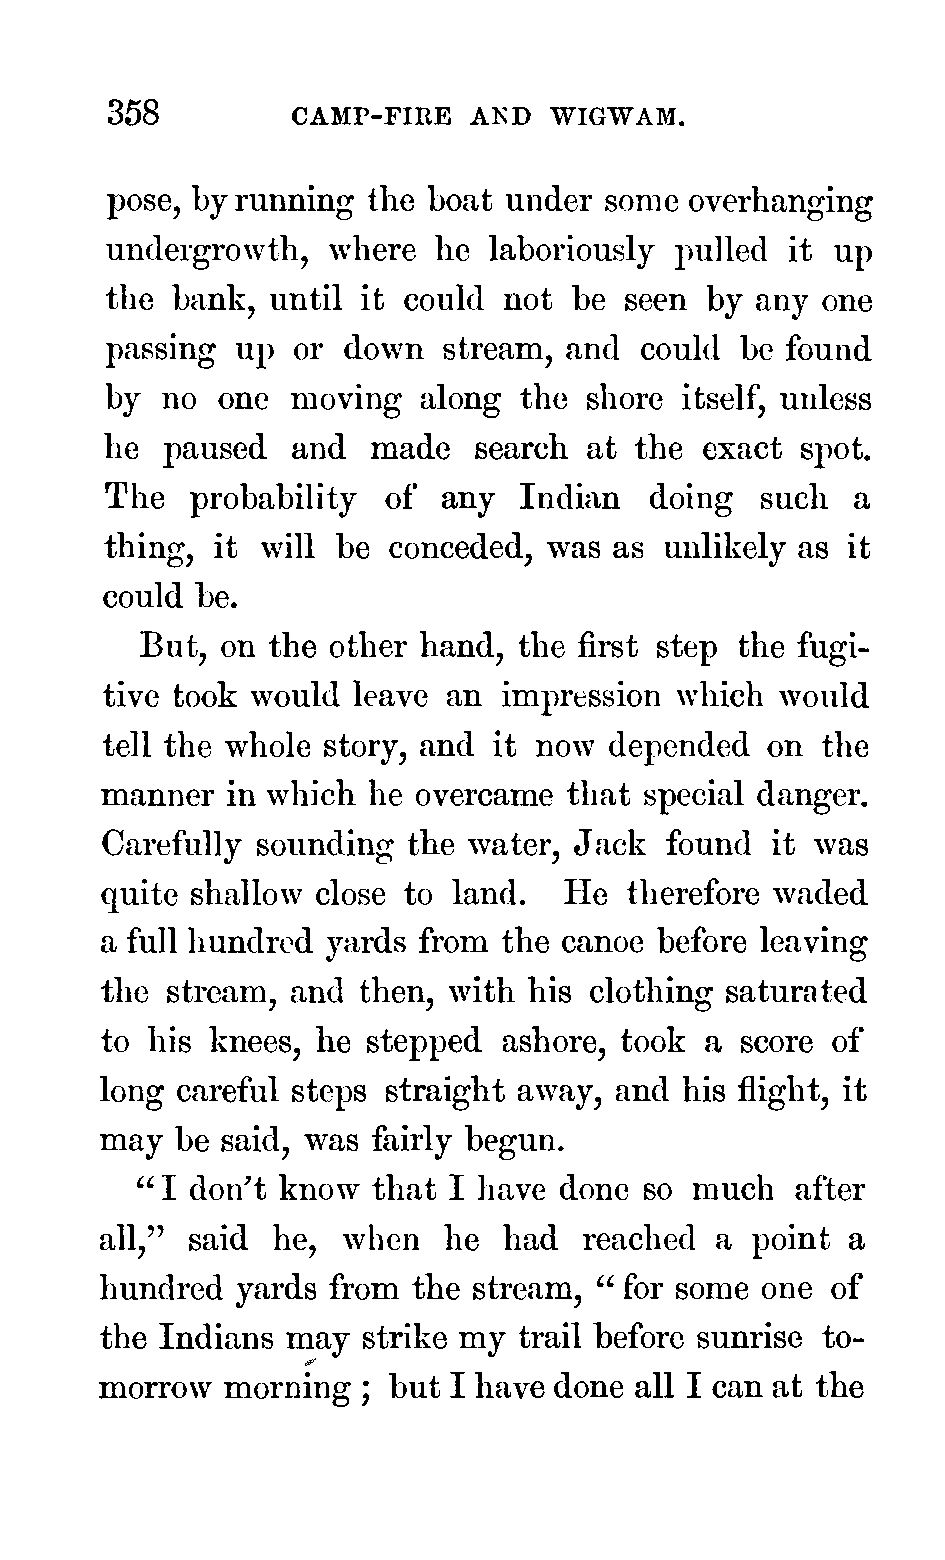 358 CAMP-FIRE AND WIGWAM.
pose, by running the boat under some overhanging
undergrowth, where he laboriously pulled it up
the bank, until it could not be seen by any one
passing up or down stream, and could be found
by no one moving along the shore itself, unless
he paused and made search at the exact spot.
The probability of any Indian doing such a
thing, it will be conceded, was as unlikely as it
could be.
But, on the other hand, the first step the fugi-
tive took would leave an impression which would
tell the whole story, and it now depended on the
manner in which he overcame that special danger.
Carefully sounding the water, Jack found it was
quite shallow close to land. He therefore waded
a full hundred yards from the canoe before leaving
the stream, and then, with his clothing saturated
to his knees, he stepped ashore, took a score of
long careful steps straight away, and his flight, it
may be said, was fairly begun.
“I don't know that I have done so much after
all,” said he, when he had reached a point a
hundred yards from the stream, “for some one of
the Indians may strike my trail before sunrise to-
morrow morning; but I have done all I can at the